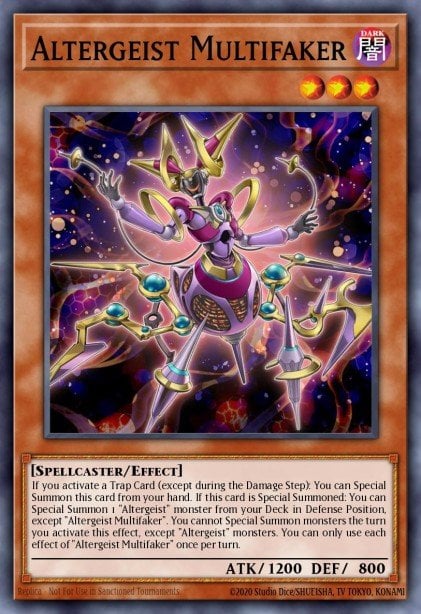 Altergeist Multifaker
DARK
闇
[Spellcaster/Effect]
If you activate a Trap Card (except during the Damage Step): You can Special
Summon this card from your hand. If this card is Special Summoned: You can
Special Summon 1 "Altergeist" monster from your Deck in Defense Position,
except "Altergeist Multifaker". You cannot Special Summon monsters the turn
you activate this effect, except "Altergeist" monsters. You can only use each
effect of "Altergeist Multifaker" once per turn.
ATK/1200 DEF/ 800
Replica - Not For Use in Sanctioned Tournaments
©2020 Studio Dice/SHUEISHA, TV TOKYO, KONAMI